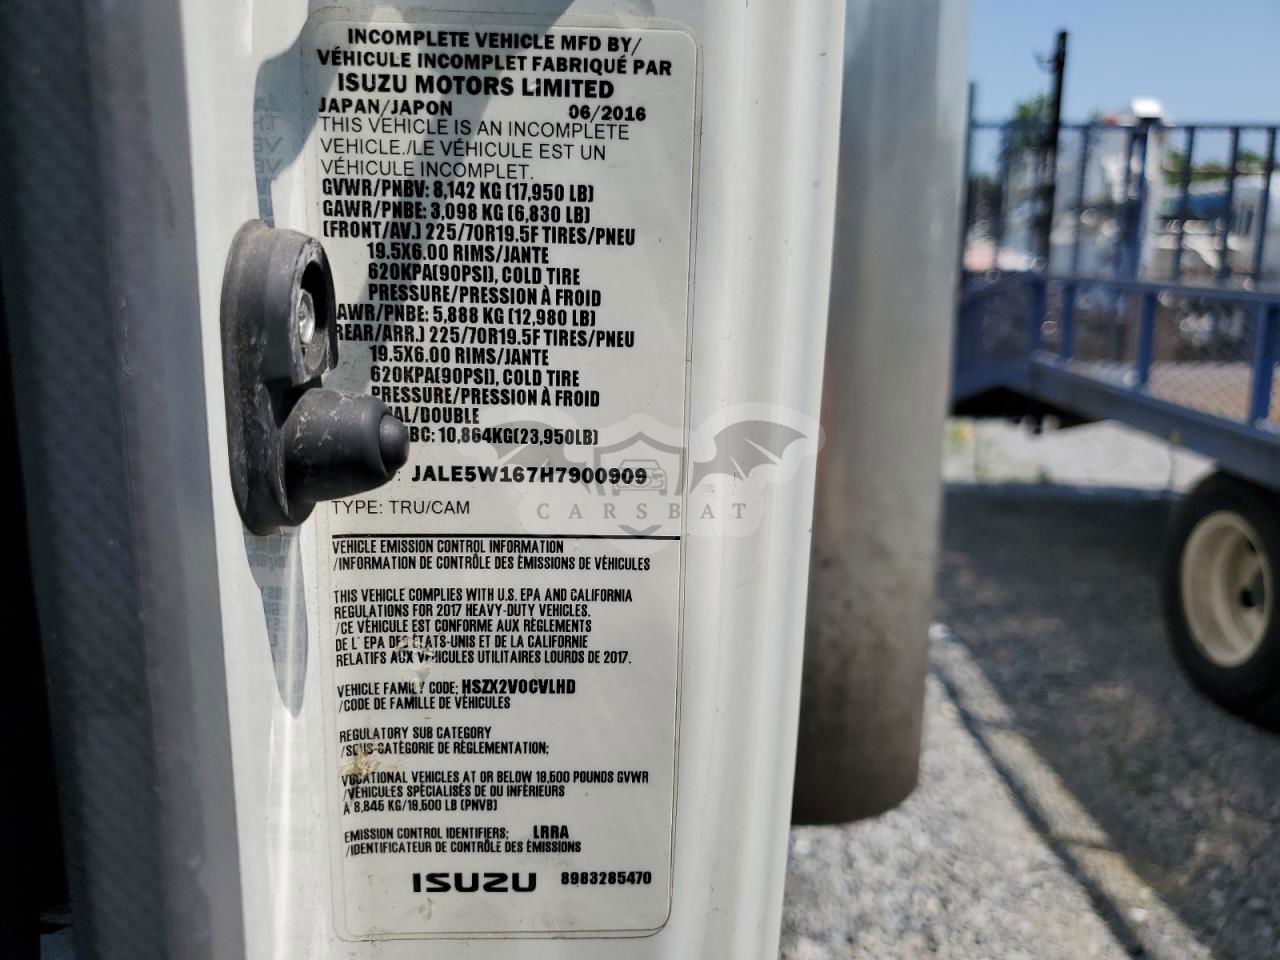 INCOMPLETE VEHICLE MFD BY/
VÉHICULE INCOMPLET FABRIQUÉ PAR
ISUZU MOTORS LIMITED
JAPAN/JAPON 06/2016
THIS VEHICLE IS AN INCOMPLETE
VEHICLE./LE VÉHICULE EST UN
VÉHICULE INCOMPLET.
GVWR/PNBV: 8,142 KG (17,950 LB)
GAWR/PNBE: 3,098 KG (6,830 LB)
(FRONT/AV.) 225/70R19.5F TIRES/PNEU
19.5X6.00 RIMS/JANTE
620KPA(90PSI), COLD TIRE
PRESSURE/PRESSION À FROID
AWR/PNBE: 5,888 KG (12,980 LB)
REAR/ARR.) 225/70R19.5F TIRES/PNEU
19.5X6.00 RIMS/JANTE
620KPA(90PSI), COLD TIRE
PRESSURE/PRESSION À FROID
AL/DOUBLE
BC: 10,864KG(23,950LB)
: JALE5W167H7900909
CARSBAT
TYPE: TRU/CAM
VEHICLE EMISSION CONTROL INFORMATION
/INFORMATION DE CONTRÔLE DES ÉMISSIONS DE VÉHICULES
THIS VEHICLE COMPLIES WITH U.S. EPA AND CALIFORNIA
REGULATIONS FOR 2017 HEAVY-DUTY VEHICLES.
/CE VÉHICULE EST CONFORME AUX RÈGLEMENTS
DE L' EPA DES ÉTATS-UNIS ET DE LA CALIFORNIE
RELATIFS AUX VÉHICULES UTILITAIRES LOURDS DE 2017.
VEHICLE FAMILY CODE; HSZX2VOCVLHD
/CODE DE FAMILLE DE VÉHICULES
REGULATORY SUB CATEGORY
/SOUS-CATÉGORIE DE RÉGLEMENTATION;
VOCATIONAL VEHICLES AT OR BELOW 19,500 POUNDS GVWR
/VÉHICULES SPÉCIALISÉS DE OU INFÉRIEURS
À 8,845 KG/19,500 LB (PNVB)
EMISSION CONTROL IDENTIFIERS; LRRA
/IDENTIFICATEUR DE CONTRÔLE DES ÉMISSIONS
ISUZU 8983285470